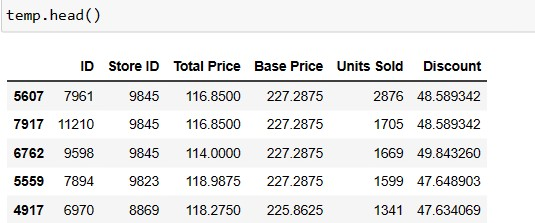 temp.head()
ID Store ID Total Price Base Price Units Sold Discount
5607 7961 9845 116.8500 227.2875 2876 48.589342
7917 11210 9845 116.8500 227.2875 1705 48.589342
6762 9598 9845 114.0000 227.2875 1669 49.843260
5559 7894 9823 118.9875 227.2875 1599 47.648903
4917 6970 8869 118.2750 225.8625 1341 47.634069